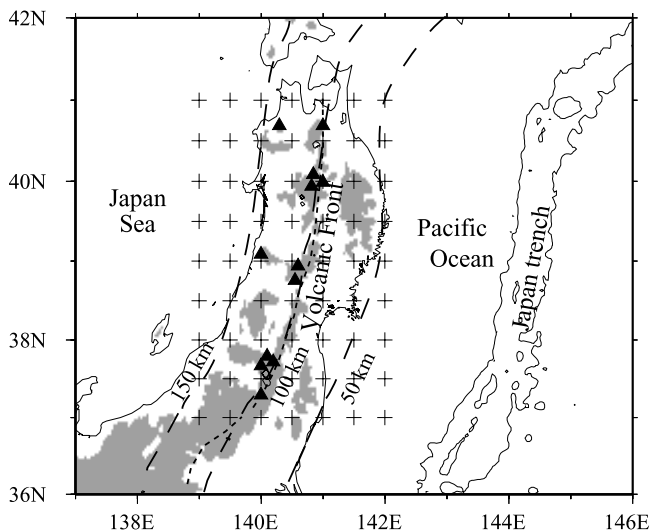 42N
40N
38N
36N
138E
140E
142E
144E
146E
Japan
Sea
Pacific
Ocean
Japan trench
Volcanic Front
150 km
100 km
50 km